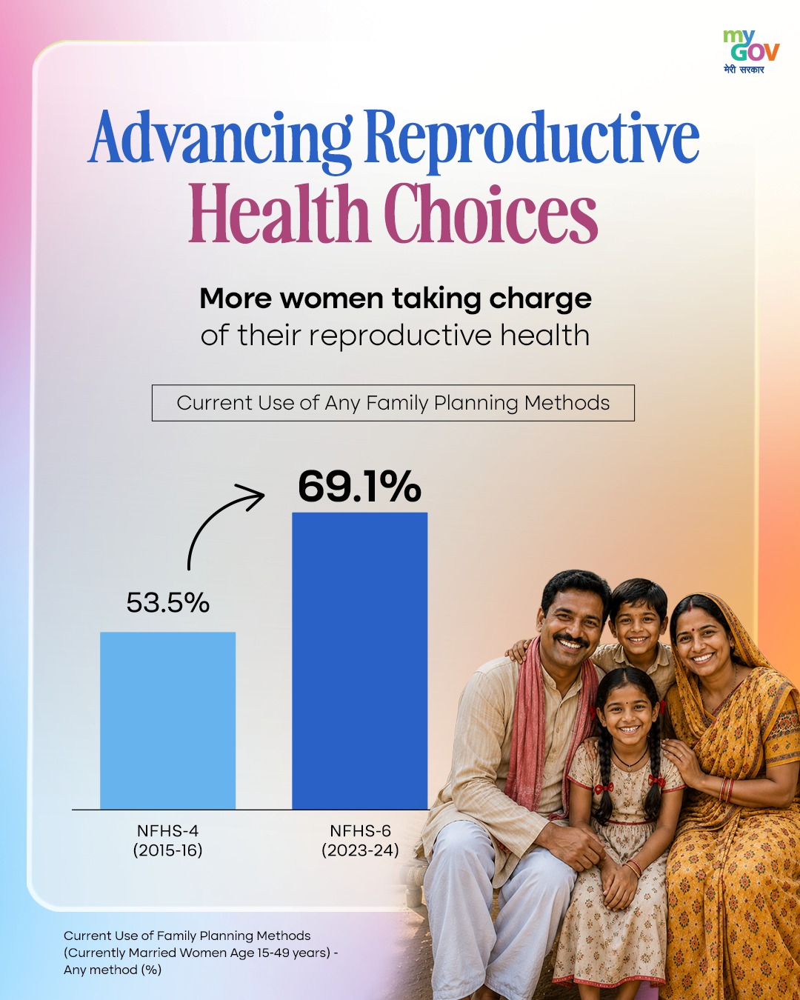 my
GOV
मेरी सरकार
Advancing Reproductive
Health Choices
More women taking charge
of their reproductive health
Current Use of Any Family Planning Methods
69.1%
53.5%
NFHS-4
(2015-16)
NFHS-6
(2023-24)
Current Use of Family Planning Methods
(Currently Married Women Age 15-49 years) -
Any method (%)